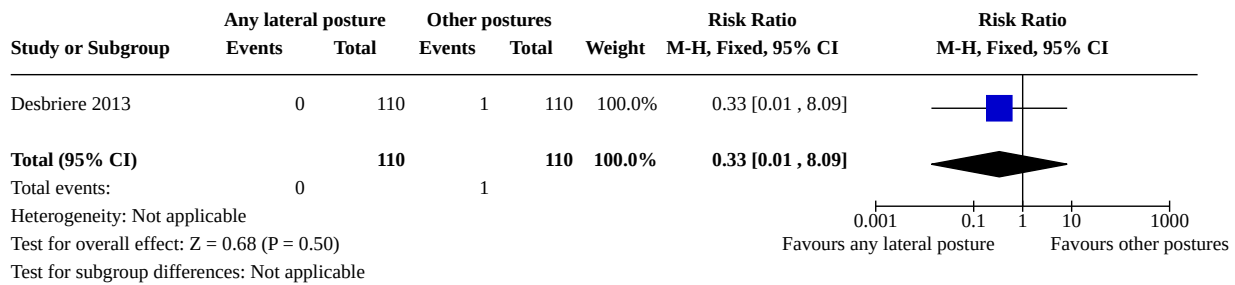 Any lateral posture Other postures Risk Ratio Risk Ratio
Study or Subgroup Events Total Events Total Weight M-H, Fixed, 95% CI M-H, Fixed, 95% CI
Desbriere 2013 0 110 1 110 100.0% 0.33 [0.01 , 8.09]
Total (95% CI) 110 110 100.0% 0.33 [0.01 , 8.09]
Total events: 0 1
Heterogeneity: Not applicable
0.001 0.1 1 10 1000
Test for overall effect: Z = 0.68 (P = 0.50) Favours any lateral posture Favours other postures
Test for subgroup differences: Not applicable